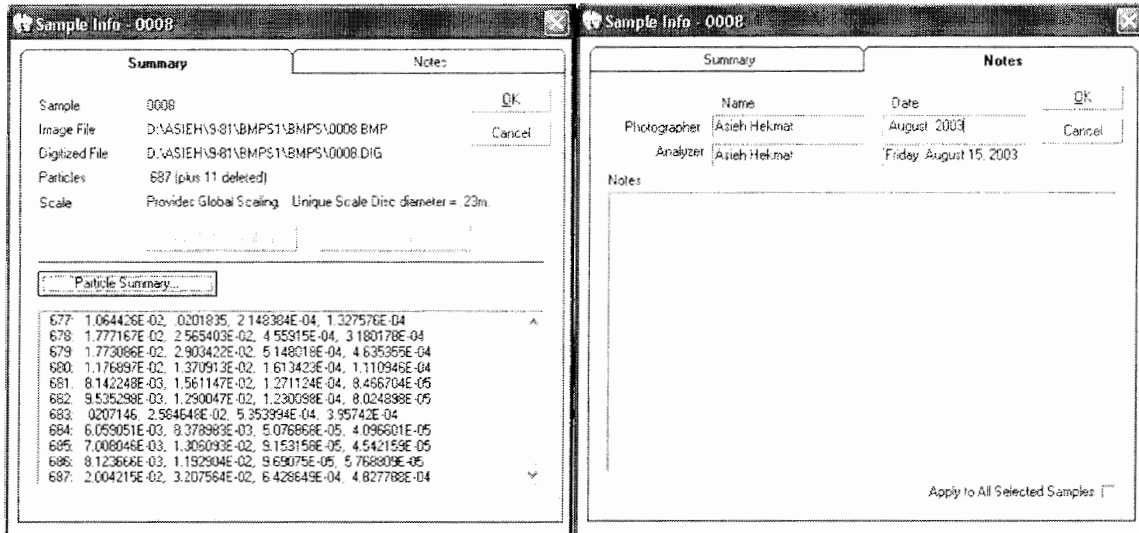 Sample Info - 0008
Summary
Notes
Sample 0008
OK
Image File D:\ASIEH\9-81\BMPS1\BMPS\0008.BMP
Cancel
Digitized File D:\ASIEH\9-81\BMPS1\BMPS\0008.DIG
Particles 687 (plus 11 deleted)
Scale Provides Global Scaling. Unique Scale Disc diameter = .23m.
Particle Summary...
677: 1.064426E-02, .0201835, 2.148384E-04, 1.327576E-04
678: 1.777167E-02, 2.565403E-02, 4.55915E-04, 3.180178E-04
679: 1.773086E-02, 2.903422E-02, 5.148018E-04, 4.635355E-04
680: 1.176897E-02, 1.370913E-02, 1.613423E-04, 1.110946E-04
681: 8.142248E-03, 1.561147E-02, 1.271124E-04, 8.466704E-05
682: 9.535298E-03, 1.290047E-02, 1.230098E-04, 8.024898E-05
683: .0207146, 2.584648E-02, 5.353994E-04, 3.95742E-04
684: 6.059051E-03, 8.378983E-03, 5.076868E-05, 4.096601E-05
685: 7.008046E-03, 1.306093E-02, 9.153158E-05, 4.542159E-05
686: 8.123666E-03, 1.192904E-02, 9.69075E-05, 5.768809E-05
687: 2.004215E-02, 3.207564E-02, 6.428649E-04, 4.827788E-04
Sample Info - 0008
Summary
Notes
Name
Date
OK
Photographer Asieh Hekmat August 2003
Cancel
Analyzer Asieh Hekmat Friday, August 15, 2003
Notes
Apply to All Selected Samples